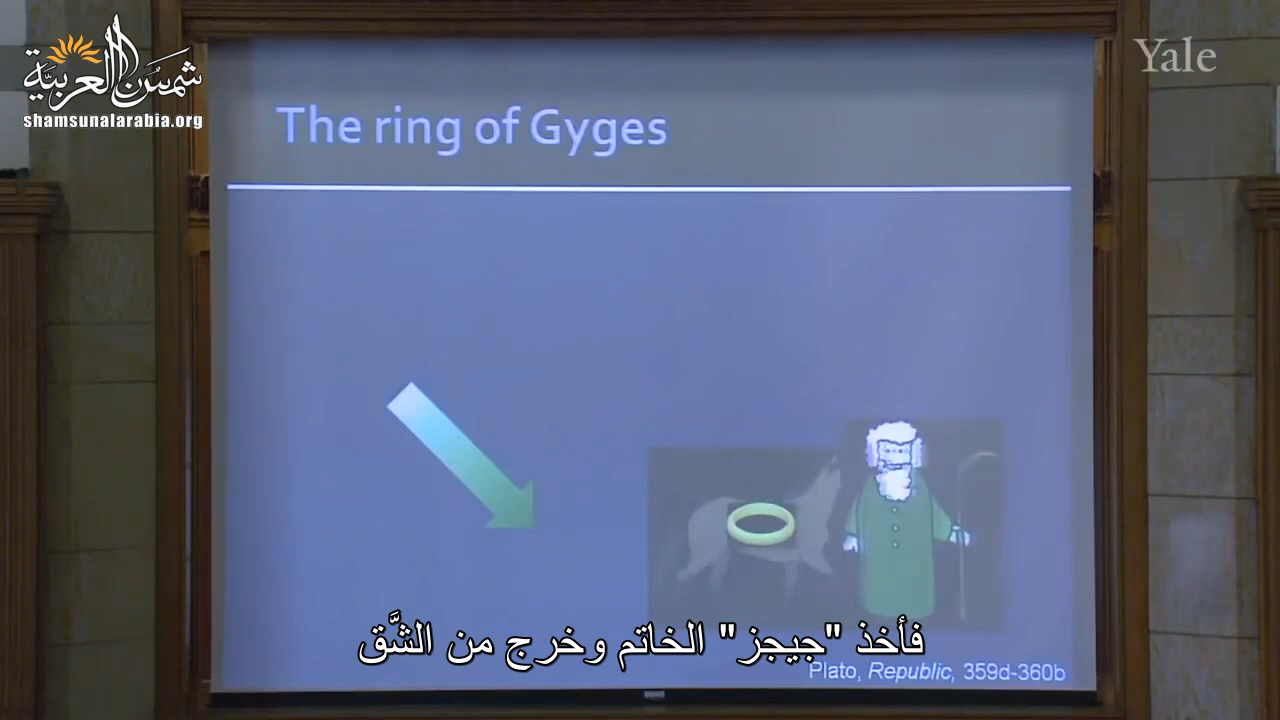 شمس العربية
shamsunalarabia.org
Yale
The ring of Gyges
فأخذ "جيجز" الخاتم وخرج من الشَّق
Plato, Republic, 359d-360b